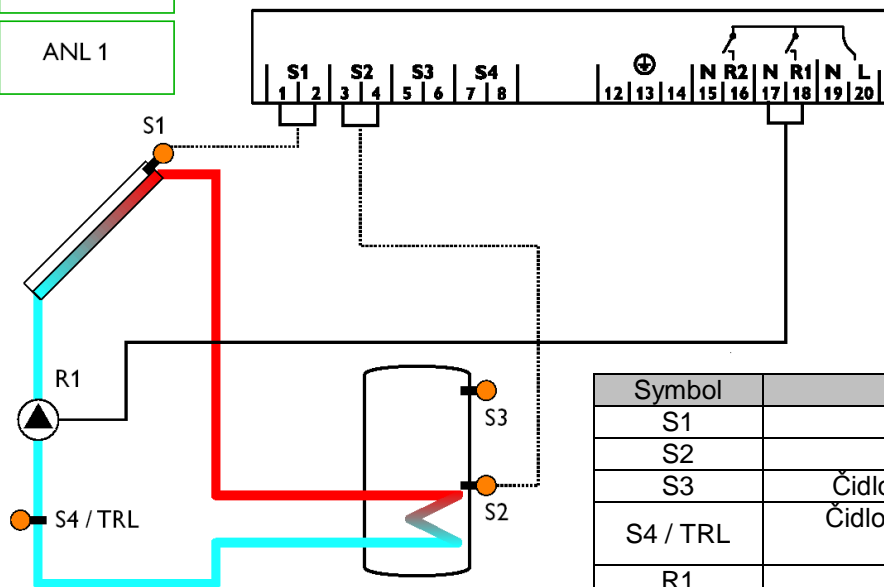 ANL 1
S1 S2 S3 S4 N R2 N R1 N L
1 2 3 4 5 6 7 8 12 13 14 15 16 17 18 19 20
S1
R1
S3
S2
S4 / TRL
Symbol
S1
S2
S3 Čidlo
S4 / TRL Čidlo
R1